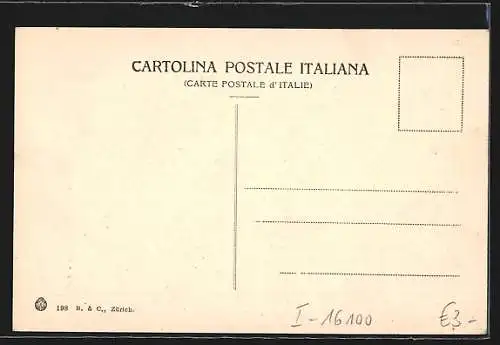 CARTOLINA POSTALE ITALIANA
(CARTE POSTALE d'ITALIE)
198 B. & C., Zürich.
I-16100
€3-